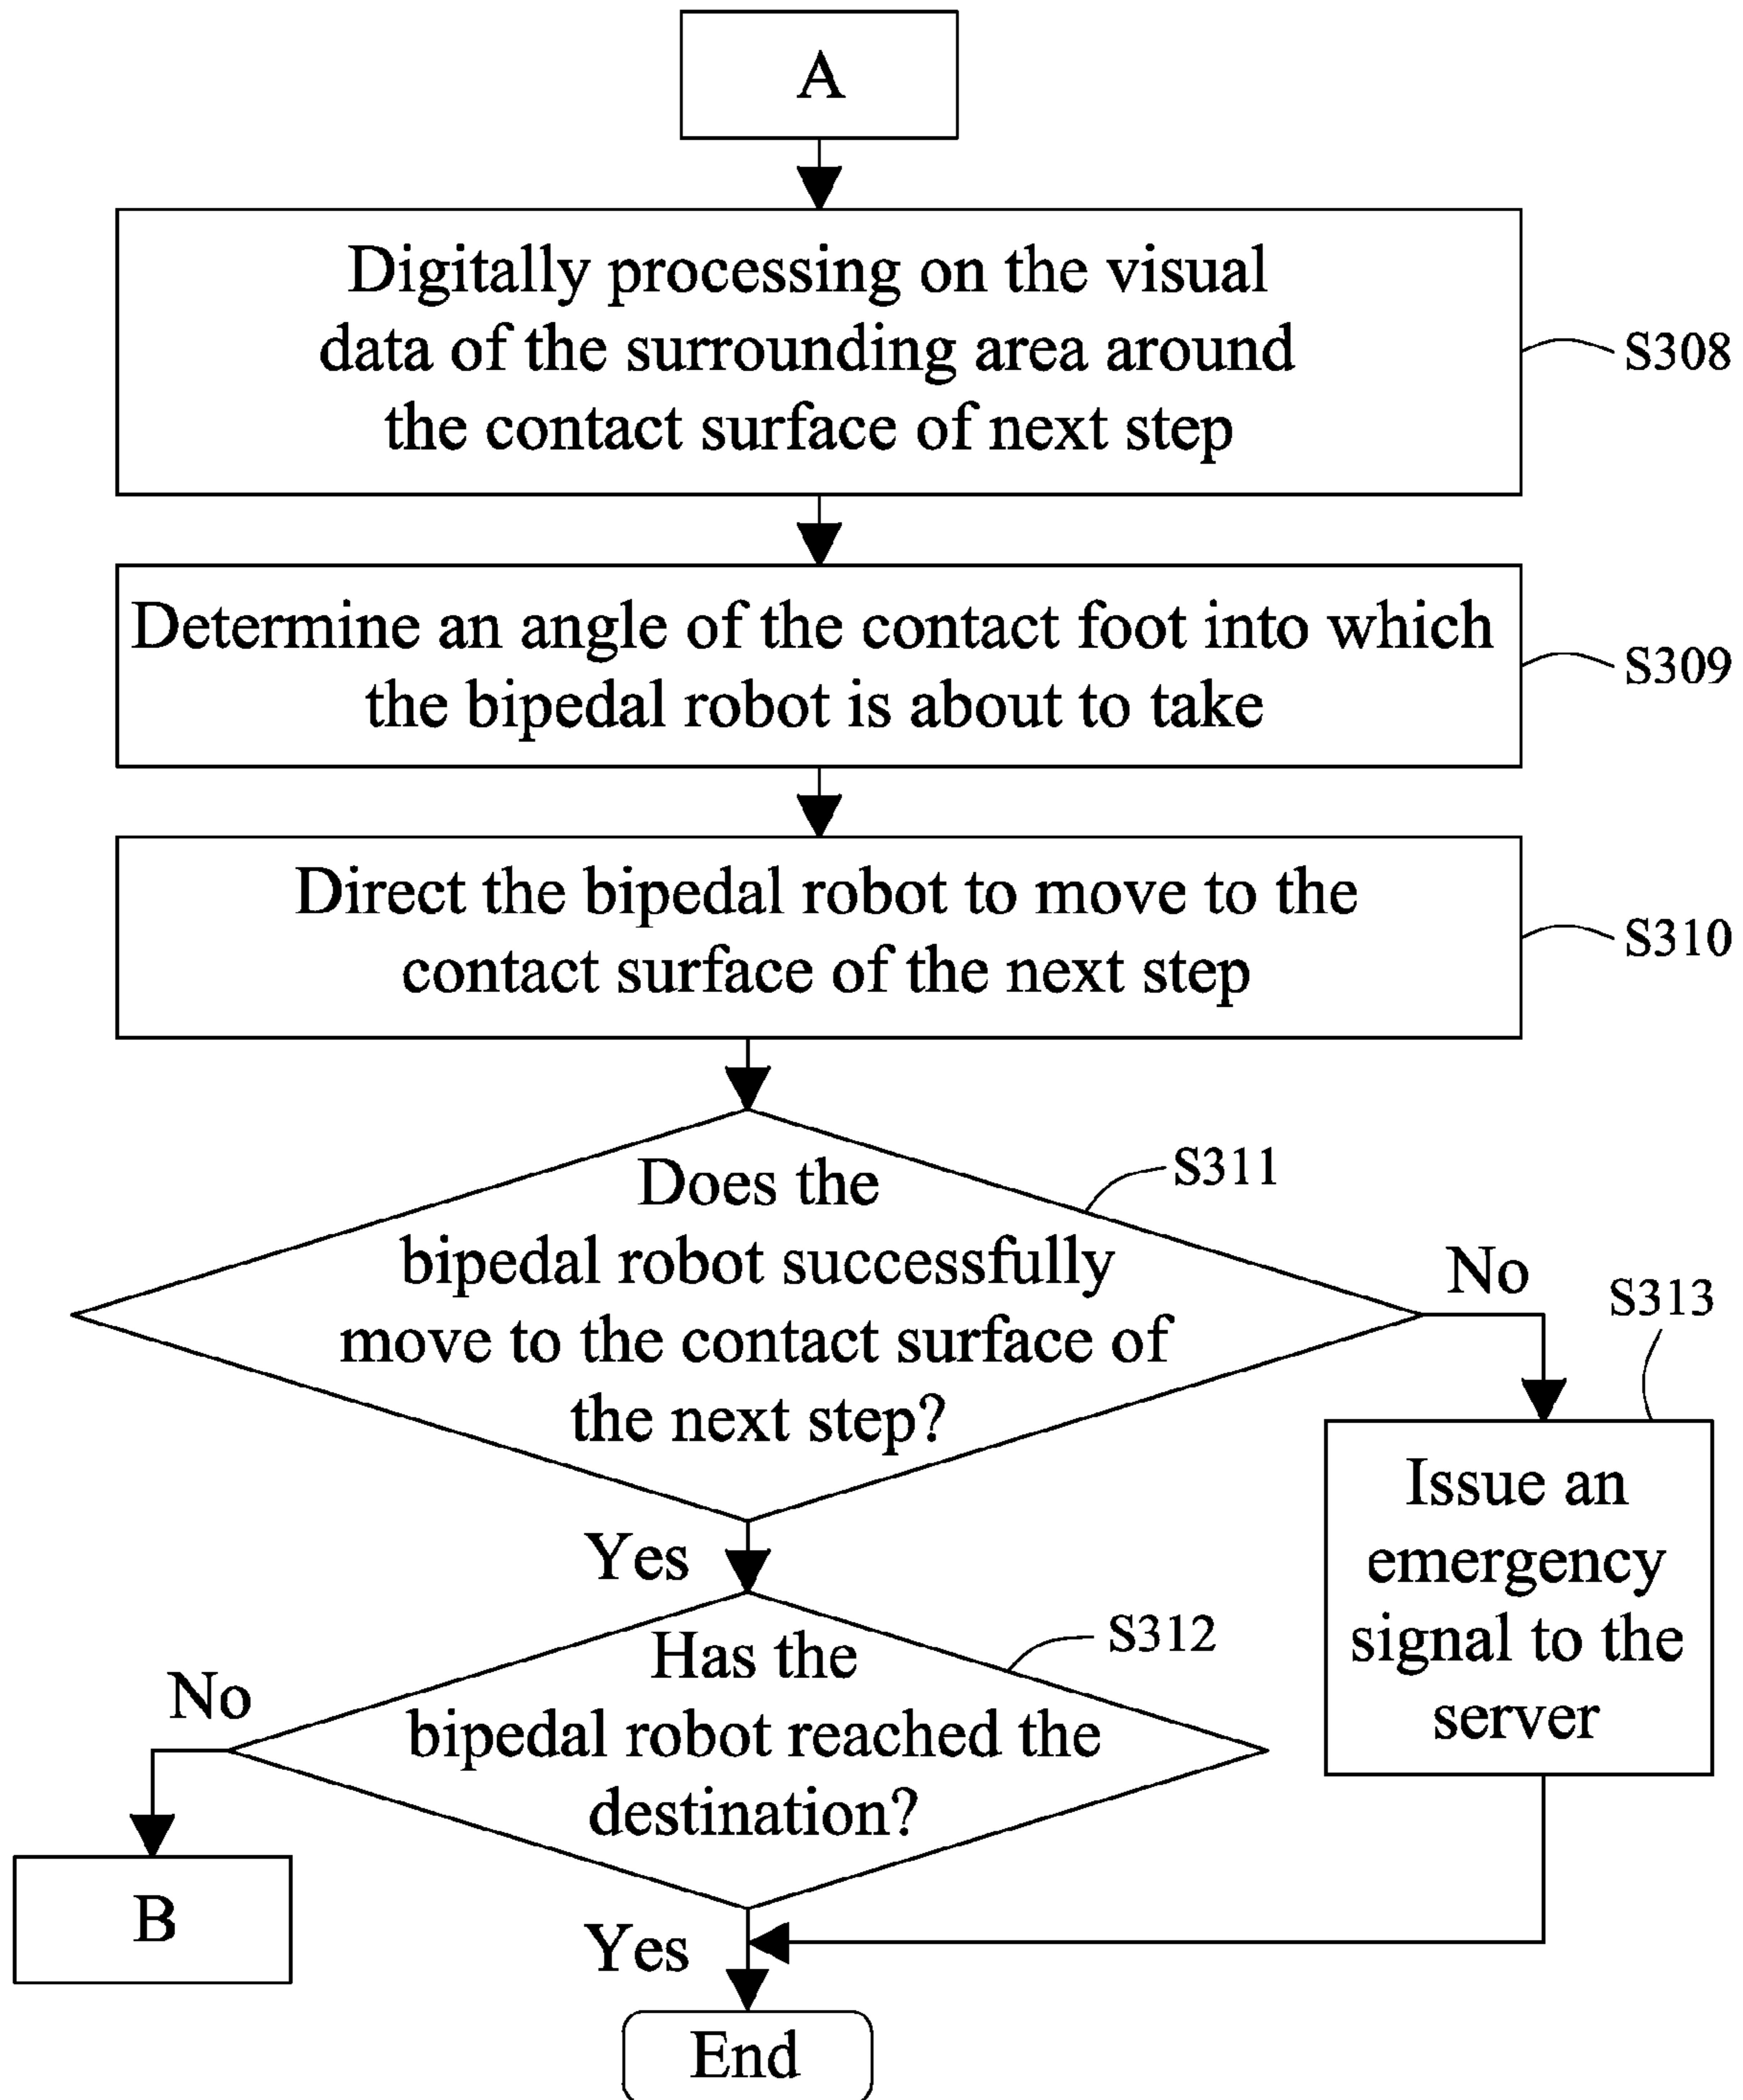 A
Digitally processing on the visual
data of the surrounding area around
the contact surface of next step
S308
Determine an angle of the contact foot into which
the bipedal robot is about to take
S309
Direct the bipedal robot to move to the
contact surface of the next step
S310
Does the
bipedal robot successfully
move to the contact surface of
the next step?
S311
No
S313
Issue an
emergency
signal to the
server
Yes
Has the
bipedal robot reached the
destination?
S312
No
B
Yes
End